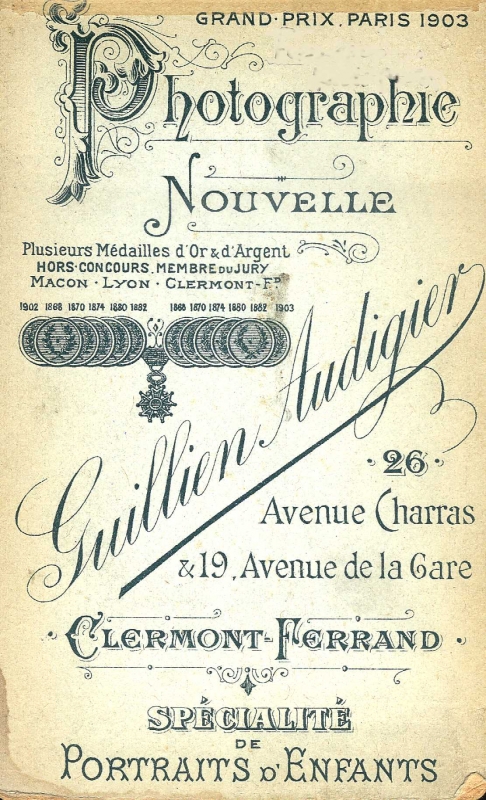 GRAND·PRIX. PARIS 1903
Photographie
NOUVELLE
Plusieurs Médailles d'Or & d'Argent
HORS·CONCOURS. MEMBRE DU JURY
MACON · LYON · CLERMONT-FD
1902 1868 1870 1874 1880 1882 1868 1870 1874 1880 1882 1903
Guillien Audigier
· 26 ·
Avenue Charras
& 19, Avenue de la Gare
· CLERMONT-FERRAND ·
SPÉCIALITÉ
DE
PORTRAITS D'ENFANTS